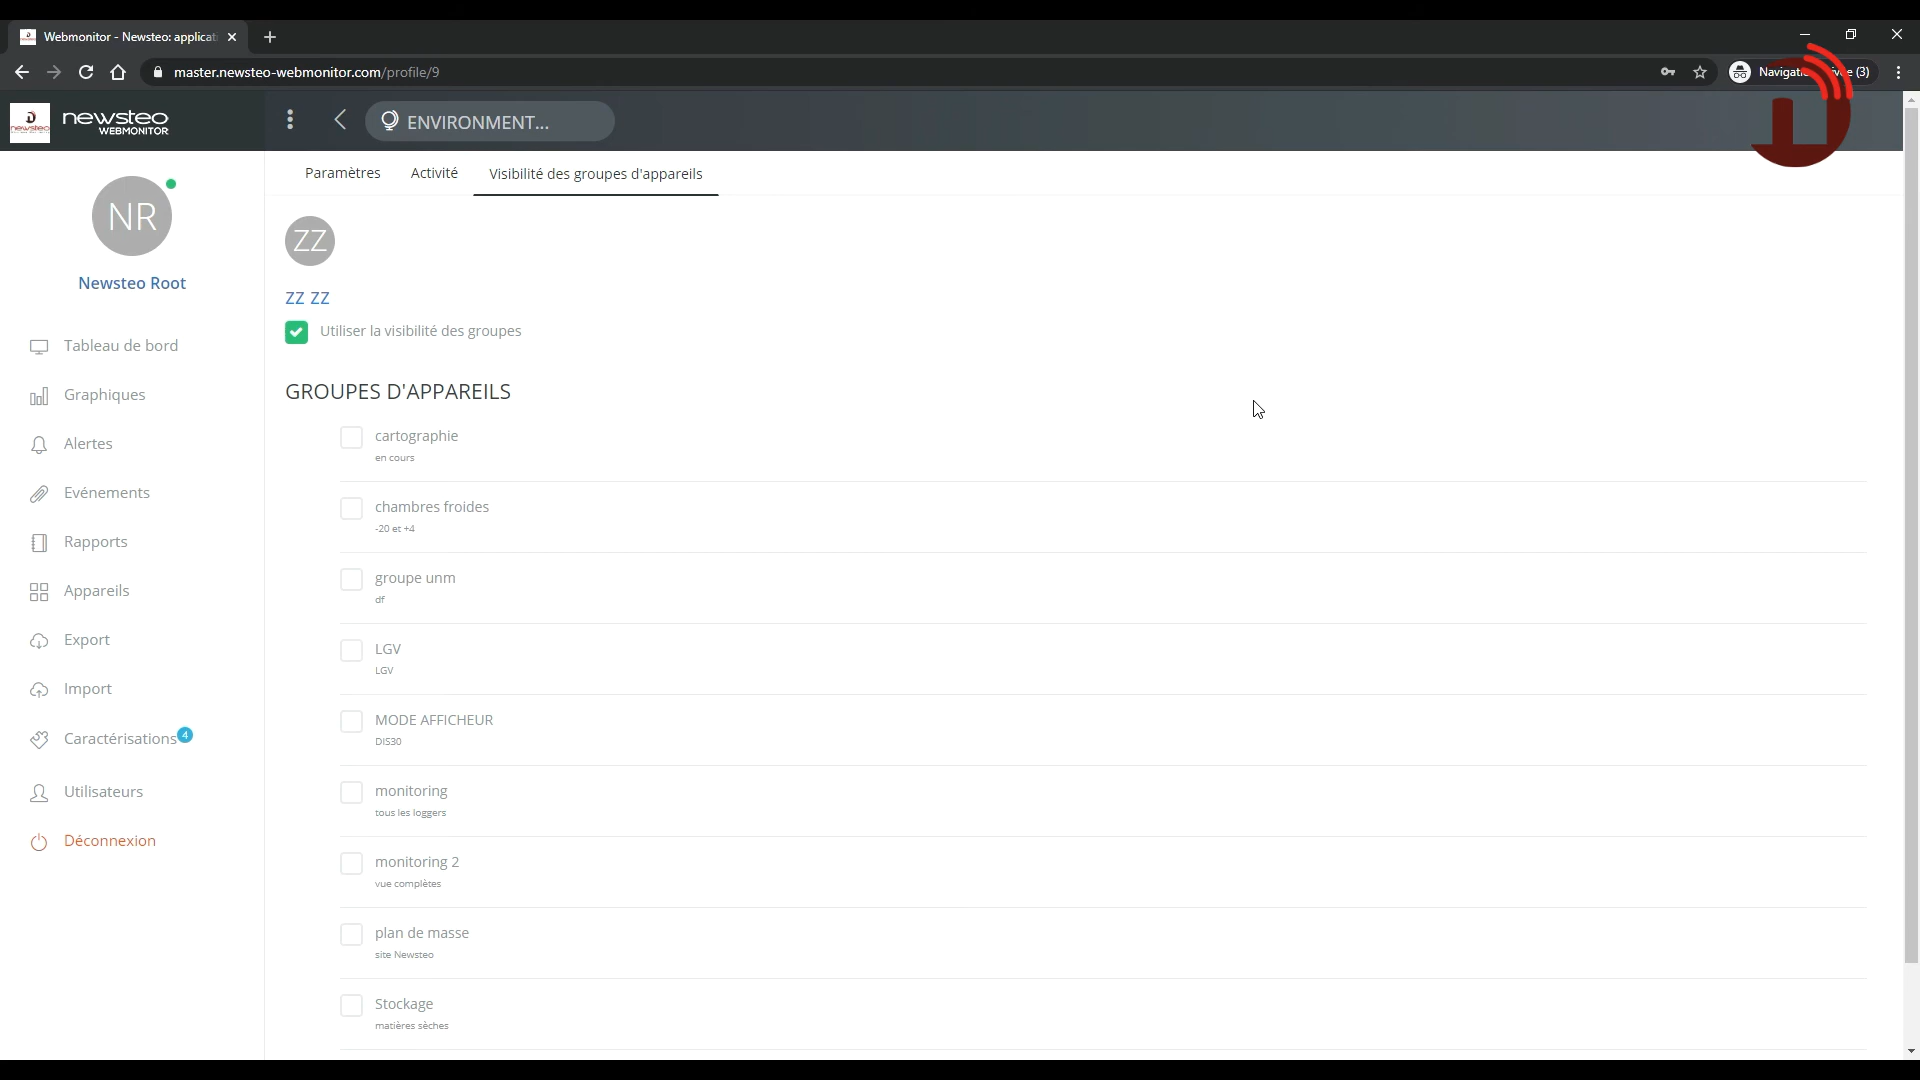 Webmonitor - Newsteo: applicat
master.newsteo-webmonitor.com/profile/9
(3)
newsteo
newsteo
WEBMONITOR
ENVIRONMENT...
Paramètres
Activité
Visibilité des groupes d'appareils
NR
Newsteo Root
Tableau de bord
Graphiques
Alertes
Evénements
Rapports
Appareils
Export
Import
Caractérisations
4
Utilisateurs
Déconnexion
ZZ
ZZ ZZ
Utiliser la visibilité des groupes
GROUPES D'APPAREILS
cartographie
en cours
chambres froides
-20 et +4
groupe unm
df
LGV
LGV
MODE AFFICHEUR
DIS30
monitoring
tous les loggers
monitoring 2
vue complètes
plan de masse
site Newsteo
Stockage
matières sèches